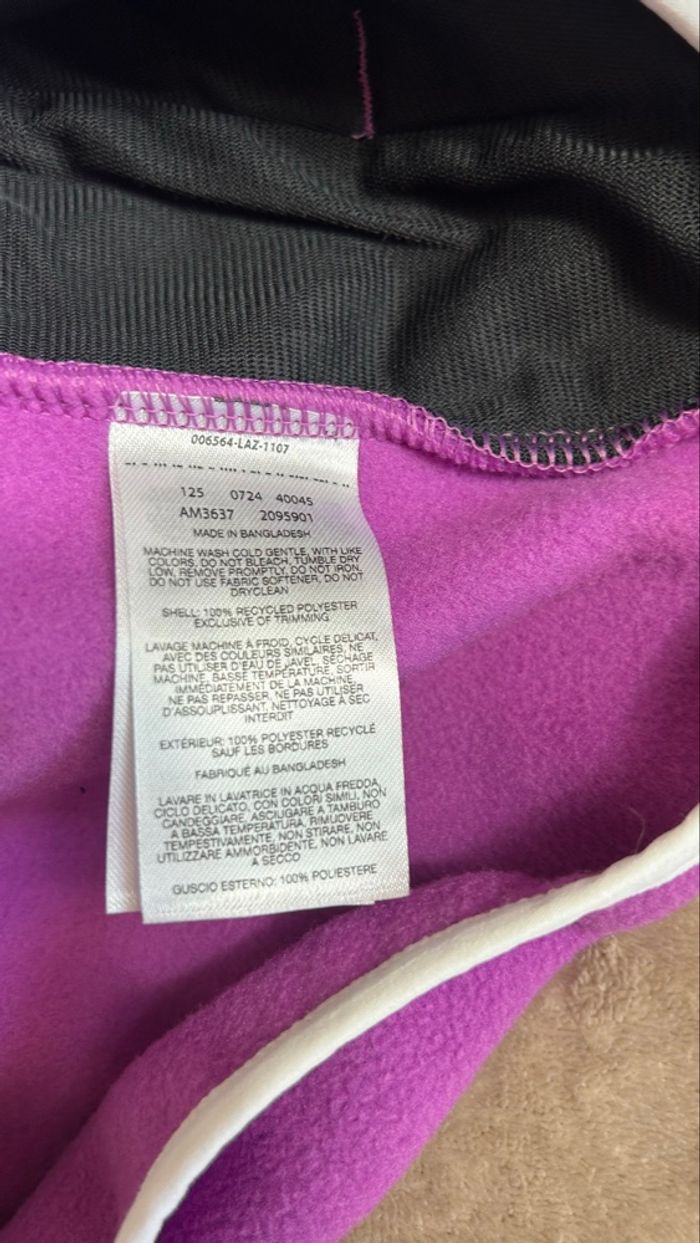 006564-LAZ-1107
125 0724 40045
AM3637 2095901
MADE IN BANGLADESH
MACHINE WASH COLD GENTLE, WITH LIKE
COLORS, DO NOT BLEACH, TUMBLE DRY
LOW, REMOVE PROMPTLY, DO NOT IRON,
DO NOT USE FABRIC SOFTENER, DO NOT
DRYCLEAN
SHELL: 100% RECYCLED POLYESTER
EXCLUSIVE OF TRIMMING
LAVAGE MACHINE À FROID, CYCLE DÉLICAT,
AVEC DES COULEURS SIMILAIRES, NE
PAS UTILISER D'EAU DE JAVEL, SÉCHAGE
MACHINE, BASSE TEMPÉRATURE, SORTIR
IMMÉDIATEMENT DE LA MACHINE,
NE PAS REPASSER, NE PAS UTILISER
D'ASSOUPLISSANT, NETTOYAGE À SEC
INTERDIT
EXTÉRIEUR: 100% POLYESTER RECYCLÉ
SAUF LES BORDURES
FABRIQUÉ AU BANGLADESH
LAVARE IN LAVATRICE IN ACQUA FREDDA,
CICLO DELICATO, CON COLORI SIMILI, NON
CANDEGGIARE, ASCIUGARE A TAMBURO
A BASSA TEMPERATURA, RIMUOVERE
TEMPESTIVAMENTE, NON STIRARE, NON
UTILIZZARE AMMORBIDENTE, NON LAVARE
A SECCO
GUSCIO ESTERNO: 100% POLIESTERE